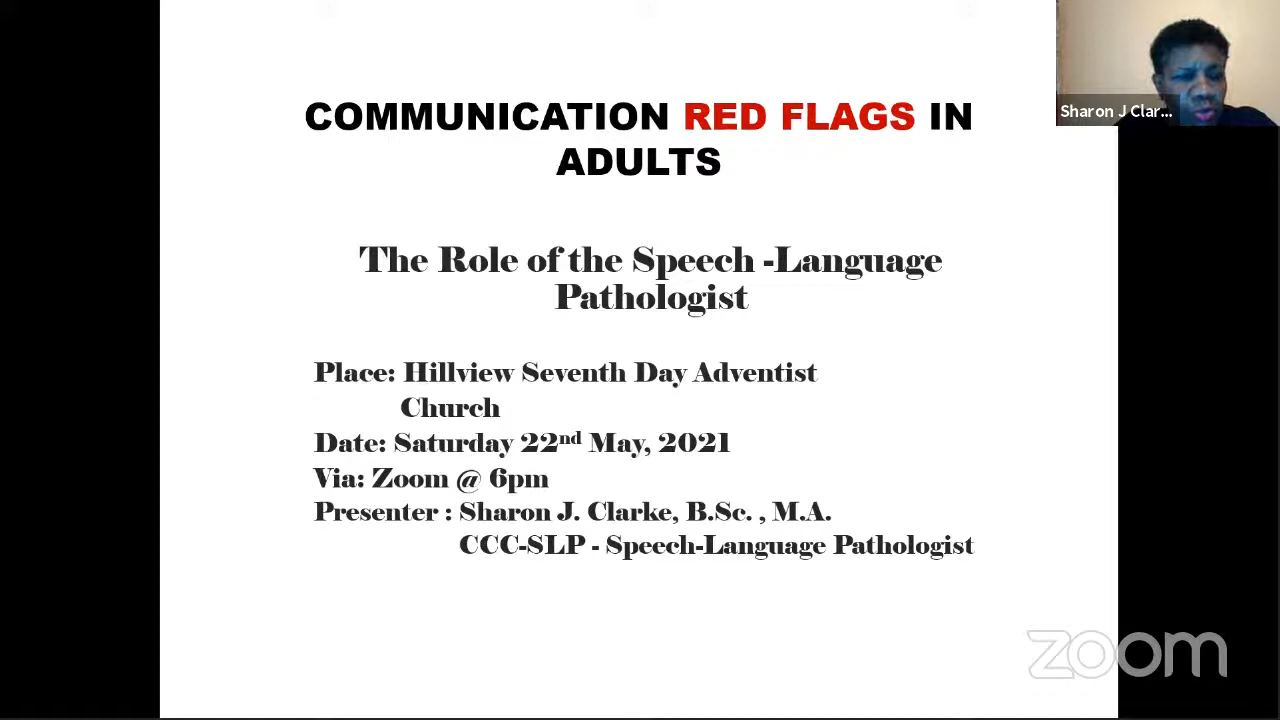 COMMUNICATION RED FLAGS IN
ADULTS
The Role of the Speech -Language
Pathologist
Place: Hillview Seventh Day Adventist
Church
Date: Saturday 22nd May, 2021
Via: Zoom @ 6pm
Presenter : Sharon J. Clarke, B.Sc. , M.A.
CCC-SLP - Speech-Language Pathologist
Sharon J Clar...
zoom